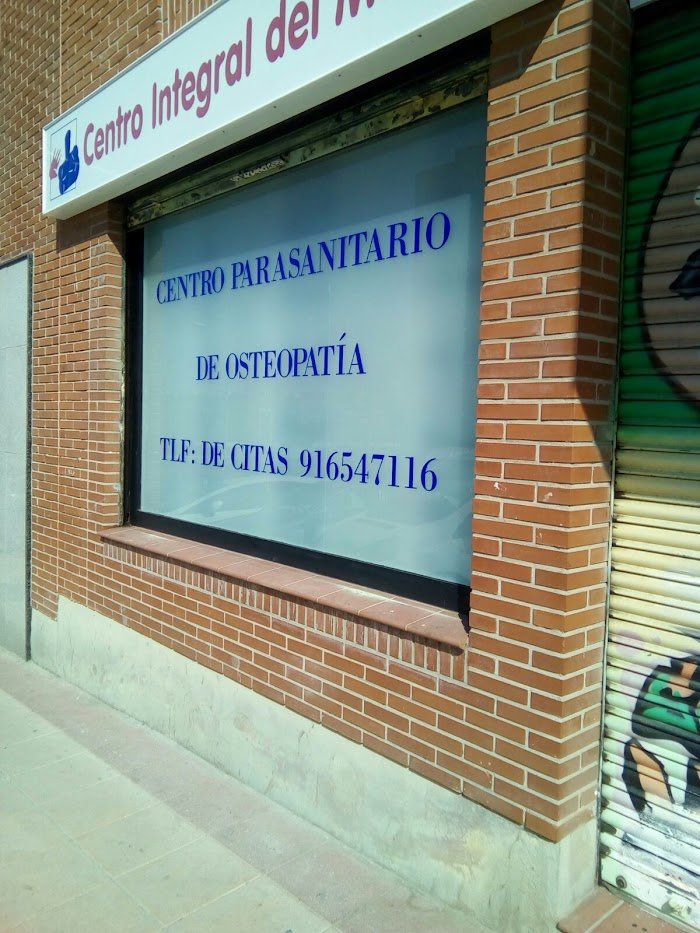 Centro Integral del
CENTRO PARASANITARIO
DE OSTEOPATÍA
TLF: DE CITAS 916547116